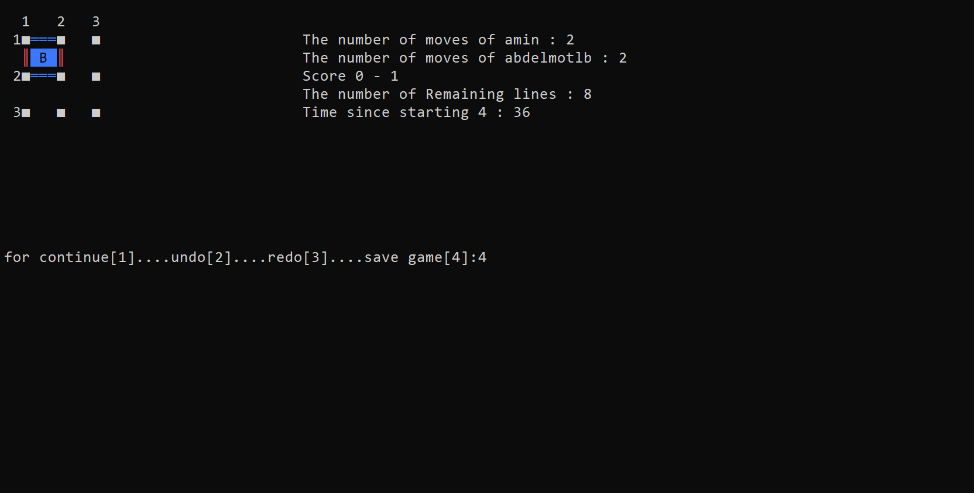 1 2 3
1■═══■ ■ The number of moves of amin : 2
║ B ║ The number of moves of abdelmotlb : 2
2■═══■ ■ Score 0 - 1
The number of Remaining lines : 8
3■ ■ ■ Time since starting 4 : 36
for continue[1]....undo[2]....redo[3]....save game[4]:4